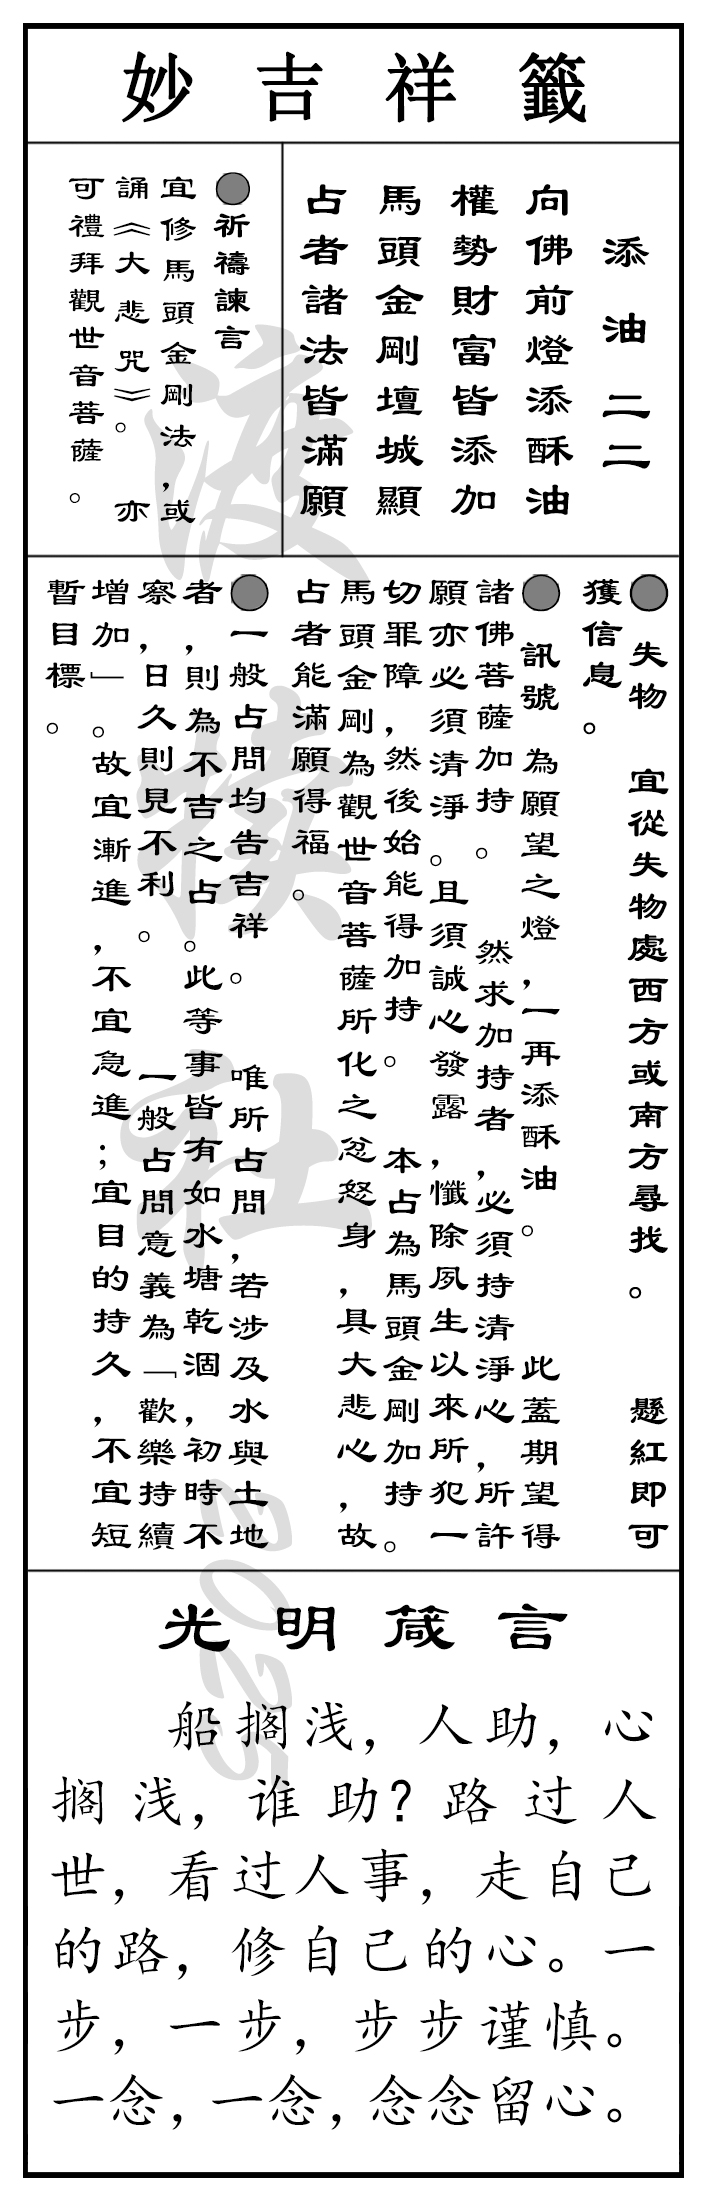 妙吉祥籤
添油 二二
向佛前燈添酥油
權勢財富皆添加
馬頭金剛壇城顯
占者諸法皆滿願
●祈禱諫言
宜修馬頭金剛法，或
誦《大悲咒》。 亦
可禮拜觀世音菩薩。
● 失物 宜從失物處西方或南方尋找。 懸紅即可
獲信息。
● 訊號 為願望之燈，一再添酥油。 此蓋期望得
諸佛菩薩加持。 然求加持者，必須持清淨心，所許
願亦必須清淨。且須誠心發露，懺除夙生以來所犯一
切罪障，然後始能得加持。 本占為馬頭金剛加持。
馬頭金剛為觀世音菩薩所化之忿怒身，具大悲心，故
占者能滿願得福。
●一般占問均告吉祥。 唯所占問，若涉及水與土地
者，則為不吉之占。此等事皆有如水塘乾涸，初時不
察，日久則見不利。 一般占問意義為「歡樂持續
增加」。故宜漸進，不宜急進；宜目的持久，不宜短
暫目標。
光明箴言
船搁浅，人助，心
搁浅，谁助？路过人
世，看过人事，走自己
的路，修自己的心。一
步，一步，步步谨慎。
一念，一念，念念留心。
渡
犢
社
2025